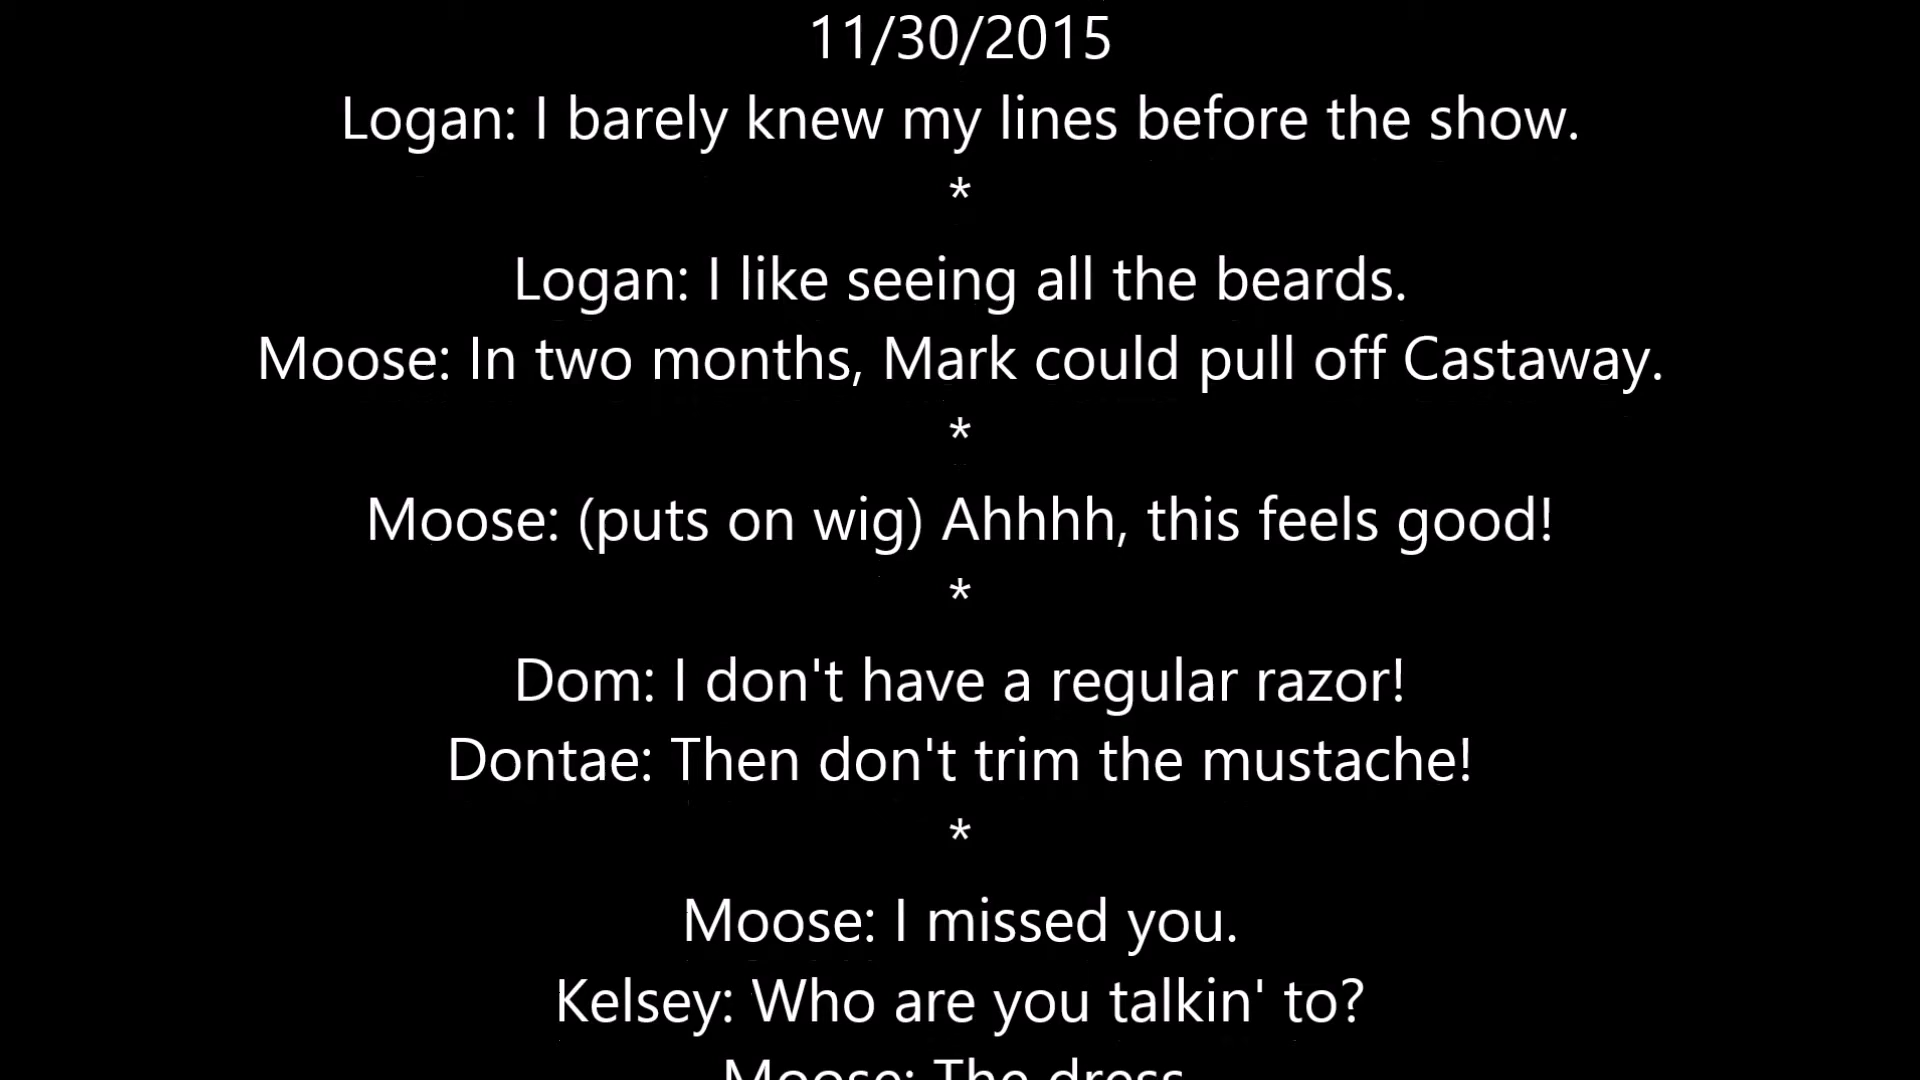 11/30/2015
Logan: I barely knew my lines before the show.
*
Logan: I like seeing all the beards.
Moose: In two months, Mark could pull off Castaway.
*
Moose: (puts on wig) Ahhhh, this feels good!
*
Dom: I don't have a regular razor!
Dontae: Then don't trim the mustache!
*
Moose: I missed you.
Kelsey: Who are you talkin' to?
Moose: The dress.